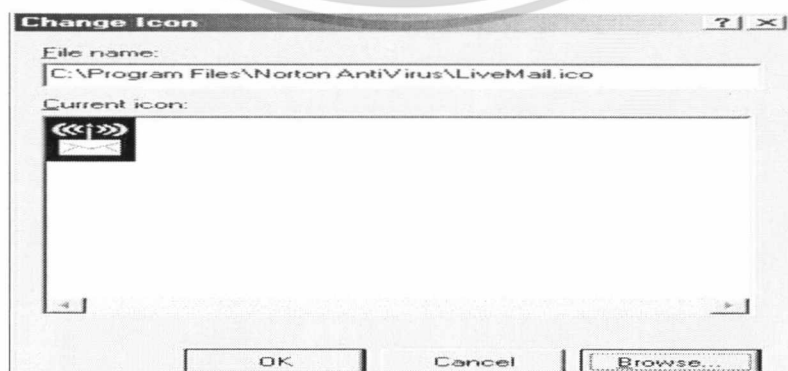 Change Icon
File name:
C:\Program Files\Norton AntiVirus\LiveMail.ico
Current icon:
OK Cancel Browse...